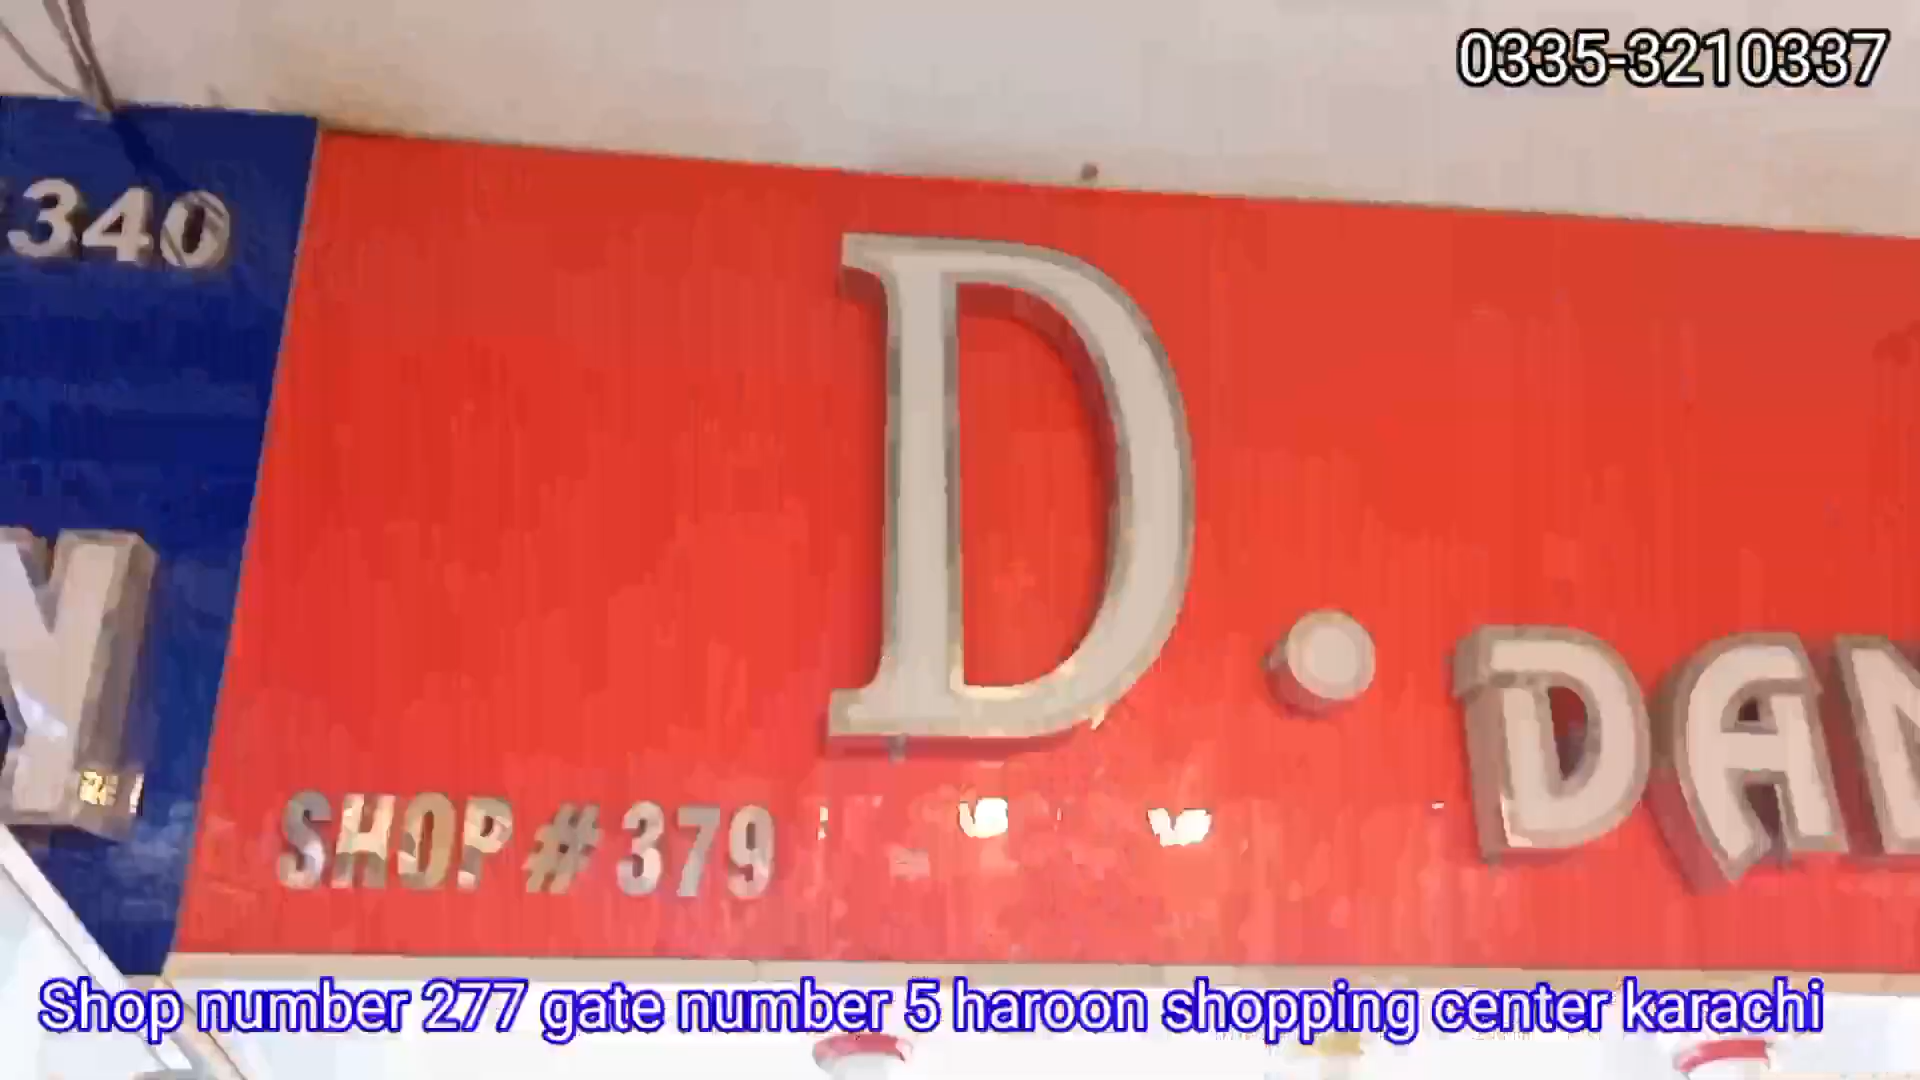 0335-3210337
340
D.
SHOP # 379
Shop number 277 gate number 5 haroon shopping center karachi